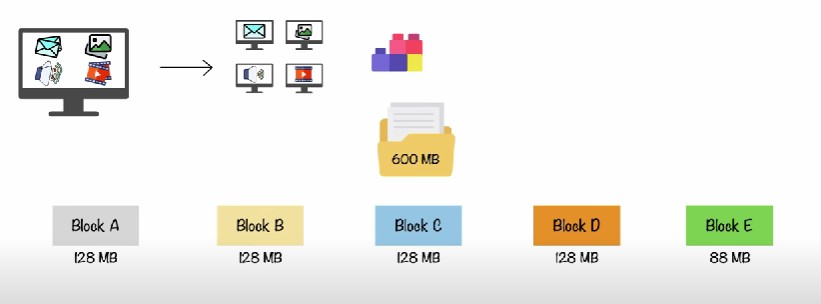 600 MB
Block A
Block B
Block C
Block D
Block E
128 MB
128 MB
128 MB
128 MB
88 MB